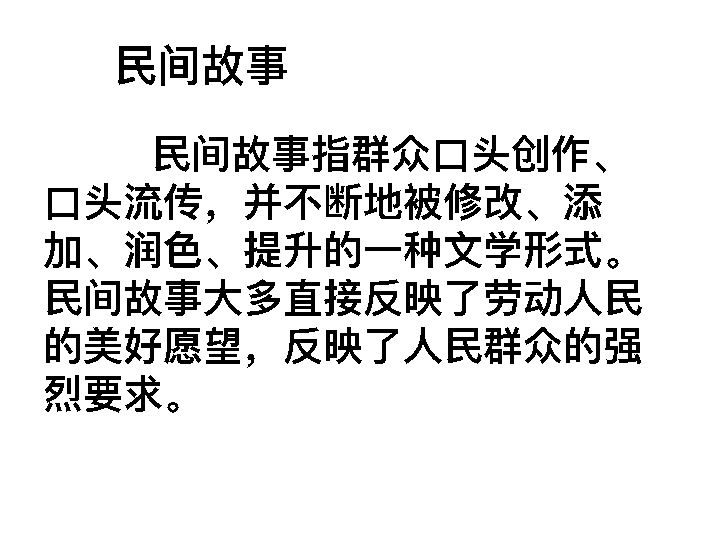 民间故事
民间故事指群众口头创作、
口头流传，并不断地被修改、添
加、润色、提升的一种文学形式。
民间故事大多直接反映了劳动人民
的美好愿望，反映了人民群众的强
烈要求。